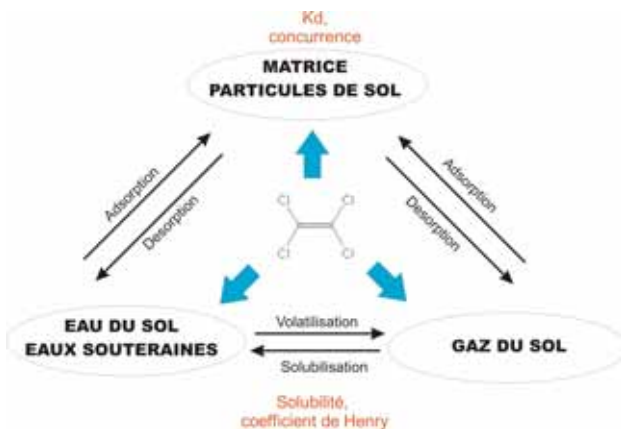 Kd,
concurrence
MATRICE
PARTICULES DE SOL
Adsorption
Desorption
Adsorption
Desorption
Cl
Cl
Cl
Cl
EAU DU SOL
EAUX SOUTERAINES
Volatilisation
Solubilisation
GAZ DU SOL
Solubilité,
coefficient de Henry